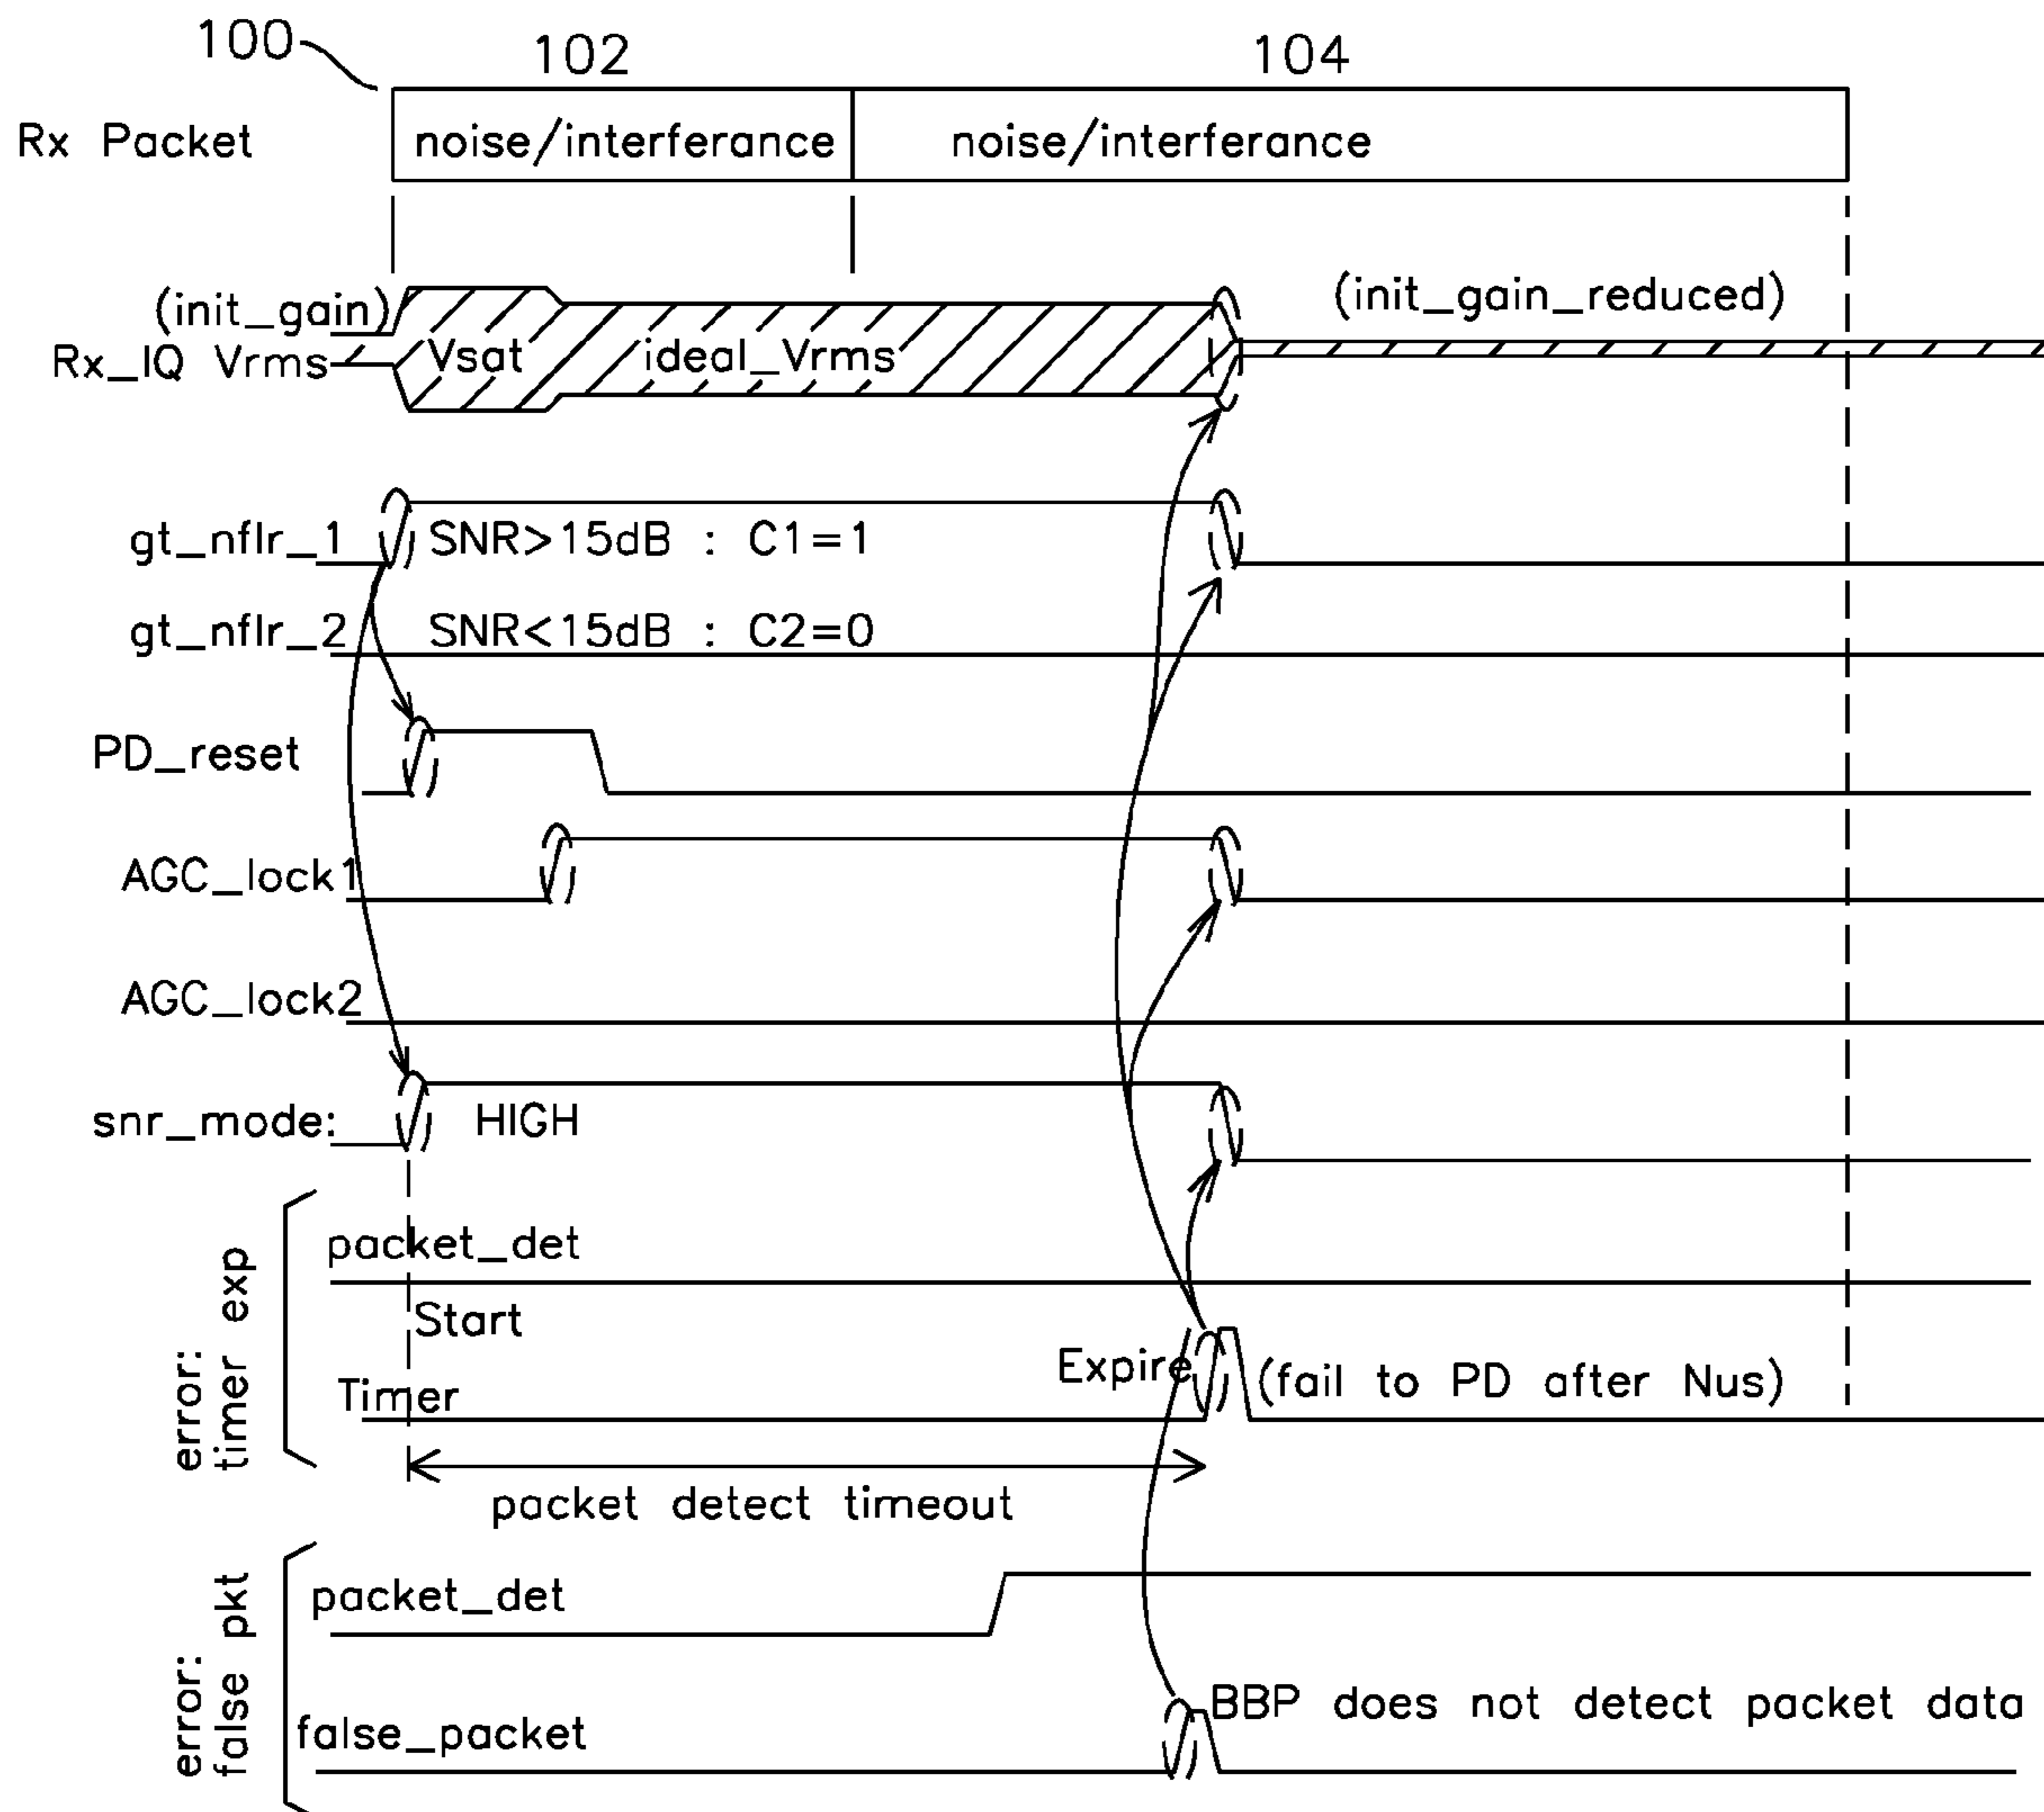 100
102
104
Rx Packet
noise/interferance
noise/interferance
(init_gain)
(init_gain_reduced)
Rx_IQ Vrms
Vsat
ideal_Vrms
gt_nflr_1
SNR>15dB : C1=1
gt_nflr_2
SNR<15dB : C2=0
PD_reset
AGC_lock1
AGC_lock2
snr_mode:
HIGH
error:
timer exp
packet_det
Start
Timer
Expire
(fail to PD after Nus)
packet detect timeout
error:
false pkt
packet_det
false_packet
BBP does not detect packet data